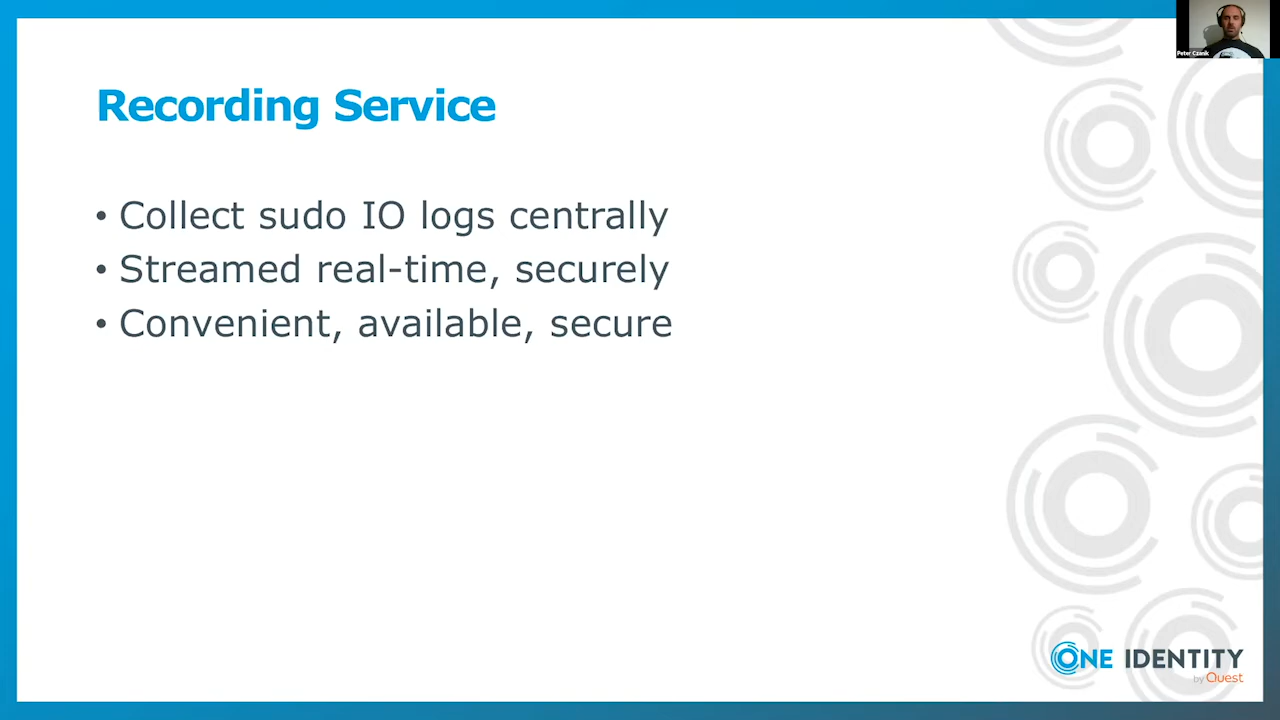 Peter Czanik
Recording Service
• Collect sudo IO logs centrally
• Streamed real-time, securely
• Convenient, available, secure
ONE IDENTITY
by Quest